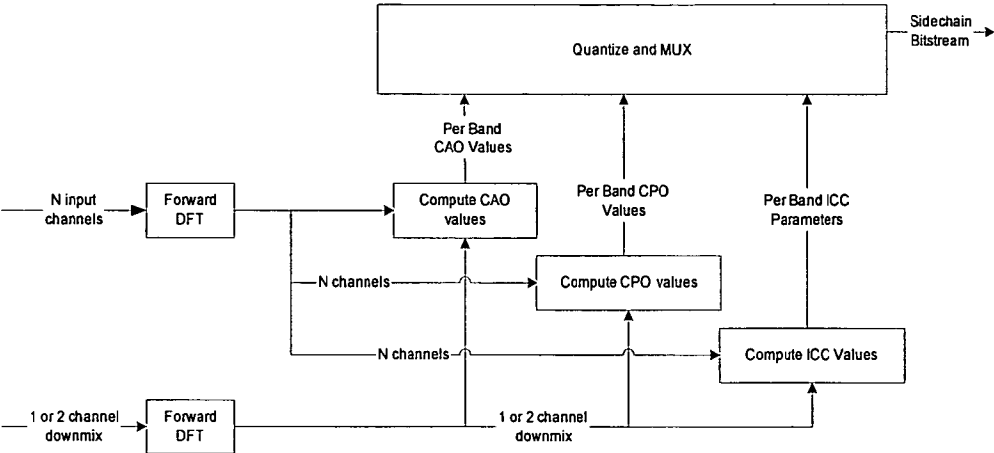 Quantize and MUX
Sidechain
Bitstream
Per Band
CAO Values
N input
channels
Forward
DFT
Compute CAO
values
Per Band CPO
Values
Per Band ICC
Parameters
N channels
Compute CPO values
N channels
Compute ICC Values
1 or 2 channel
downmix
Forward
DFT
1 or 2 channel
downmix